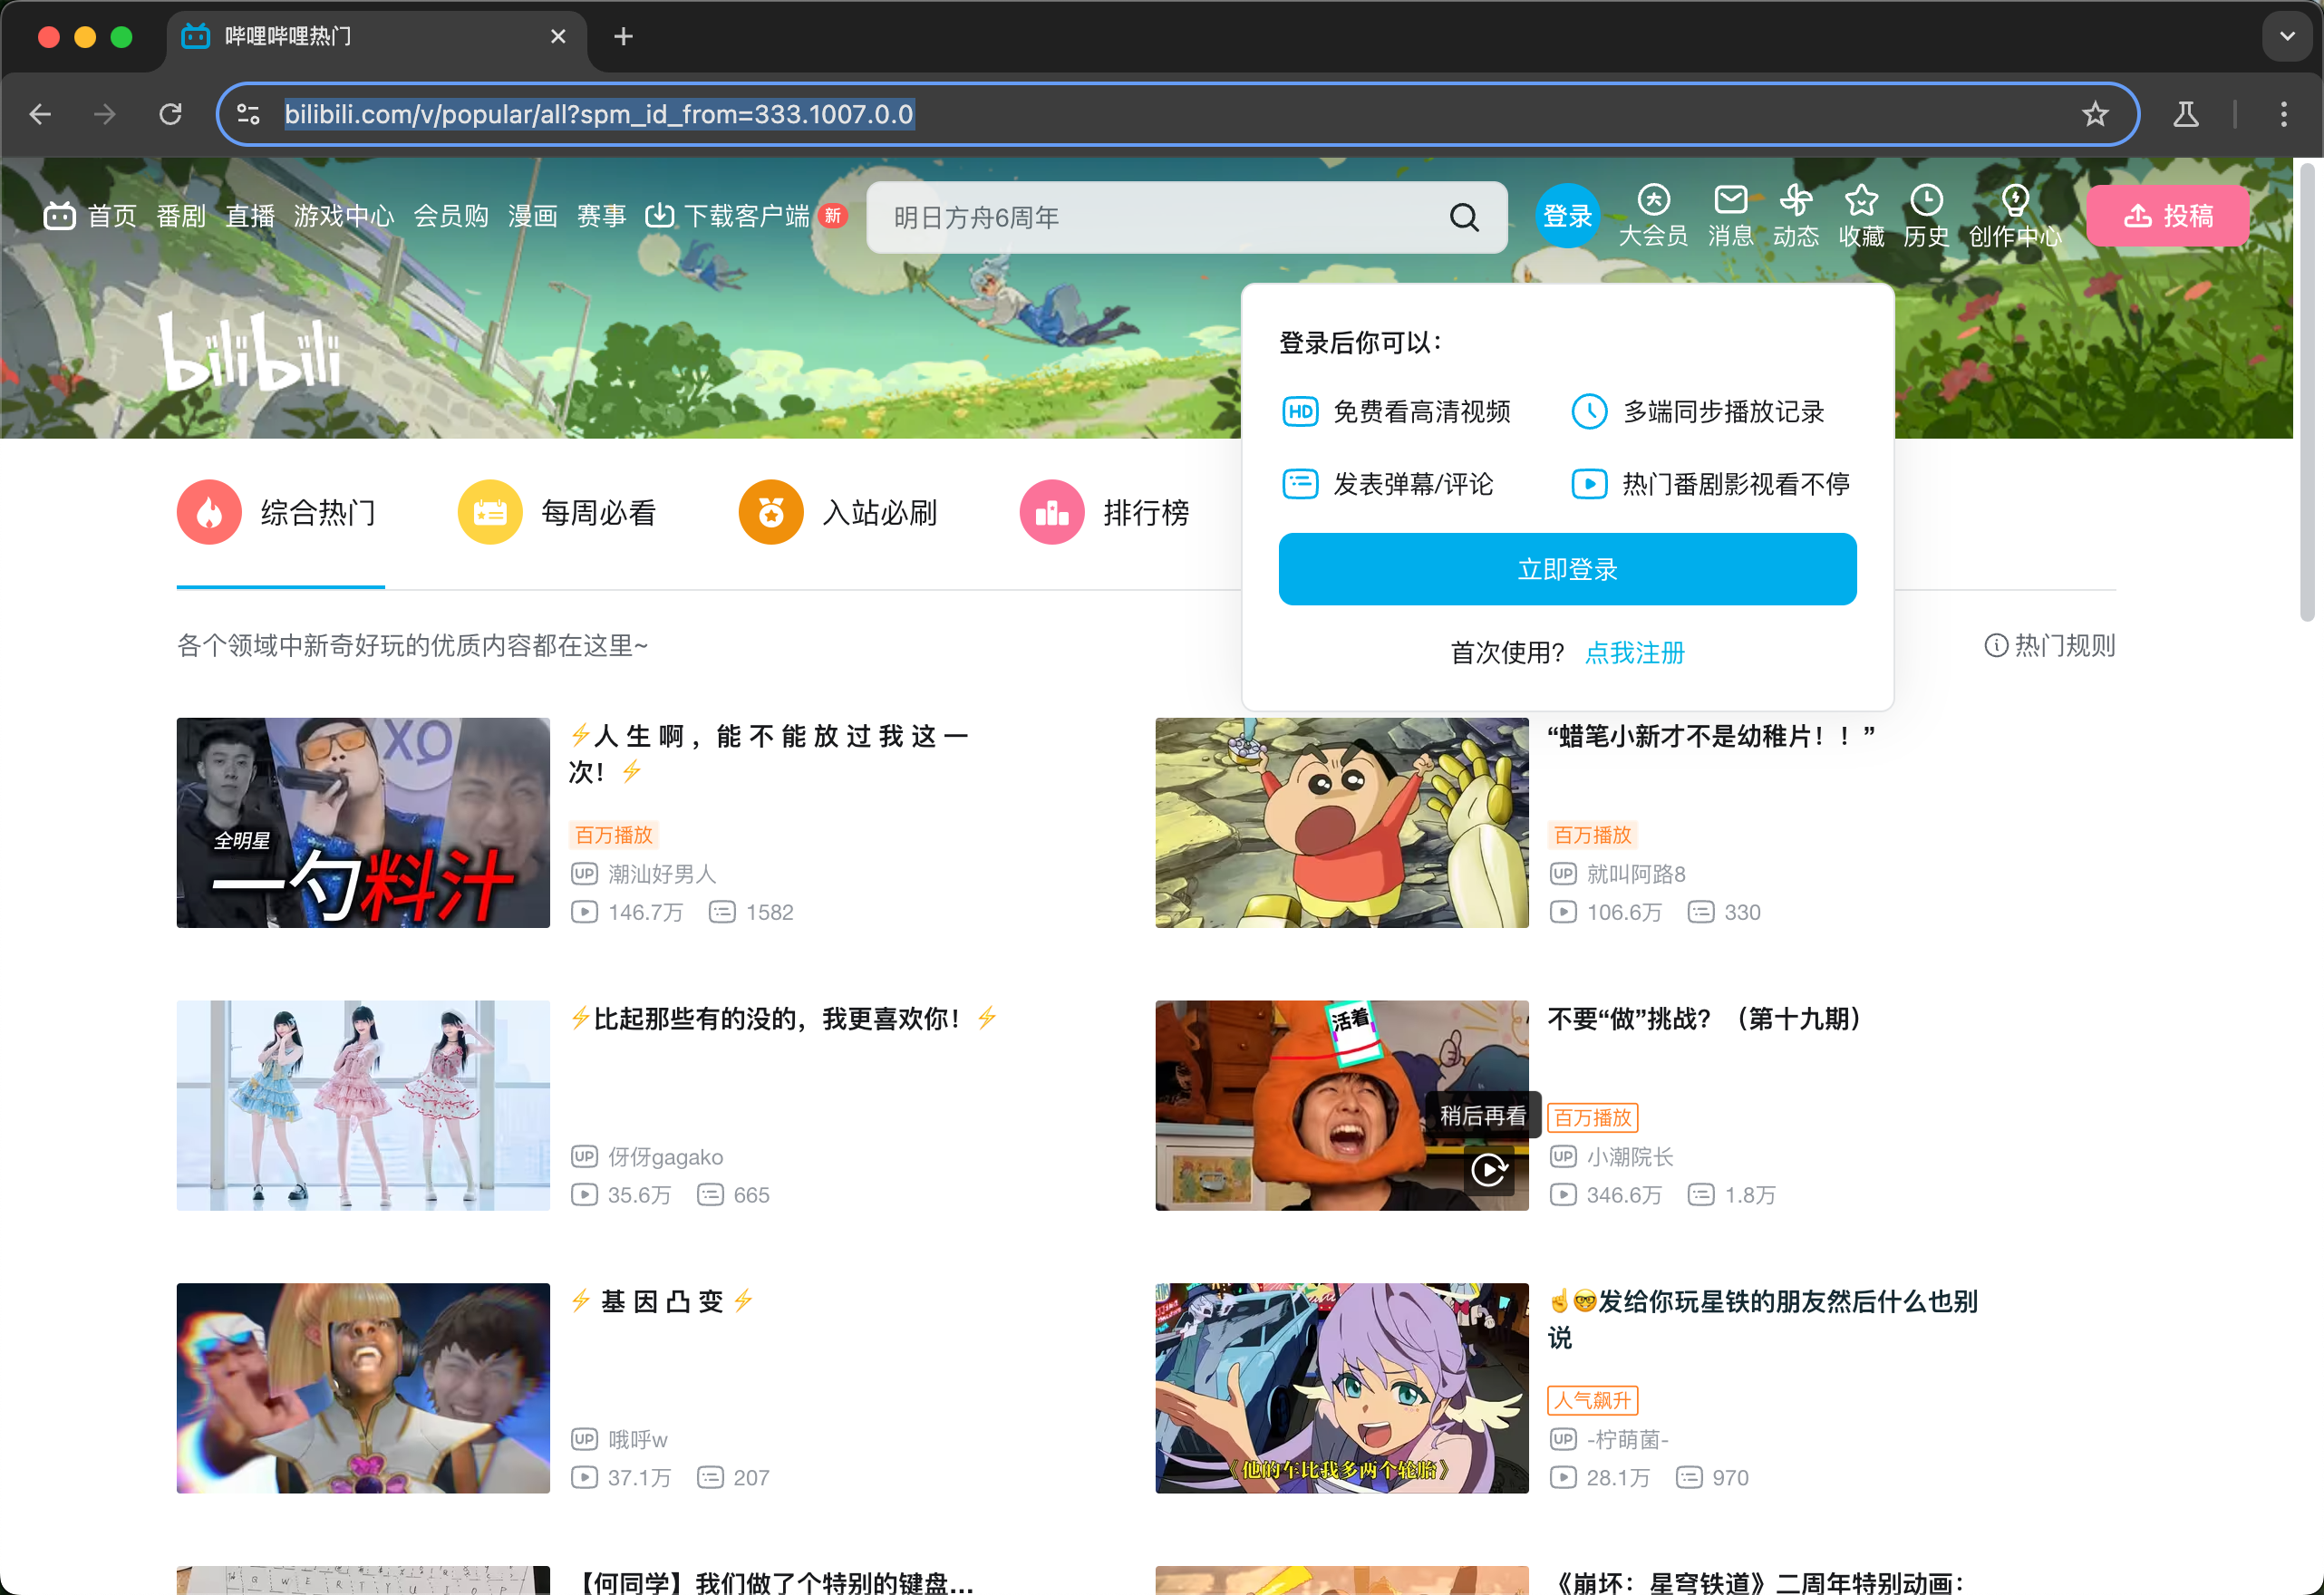 哔哩哔哩热门
bilibili.com/v/popular/all?spm_id_from=333.1007.0.0
首页 番剧 直播 游戏中心 会员购 漫画 赛事 下载客户端 新
明日方舟6周年
登录 大会员 消息 动态 收藏 历史 创作中心 投稿
bilibili
登录后你可以：
HD 免费看高清视频 多端同步播放记录
发表弹幕/评论 热门番剧影视看不停
立即登录
首次使用？ 点我注册
综合热门 每周必看 入站必刷 排行榜
各个领域中新奇好玩的优质内容都在这里~
热门规则
XO
全明星
一勺料汁
⚡人 生 啊 ，能 不 能 放 过 我 这 一
次！⚡
百万播放
UP 潮汕好男人
146.7万 1582
“蜡笔小新才不是幼稚片！！”
百万播放
UP 就叫阿路8
106.6万 330
⚡比起那些有的没的，我更喜欢你！⚡
UP 伢伢gagako
35.6万 665
活着
稍后再看
不要“做”挑战？（第十九期）
百万播放
UP 小潮院长
346.6万 1.8万
⚡ 基 因 凸 变 ⚡
UP 哦呼w
37.1万 207
《他的车比我多两个轮胎》
☝🤓发给你玩星铁的朋友然后什么也别
说
人气飙升
UP -柠萌菌-
28.1万 970
Q W E R T Y U I O P
【何同学】我们做了个特别的键盘...
《崩坏：星穹铁道》二周年特别动画：